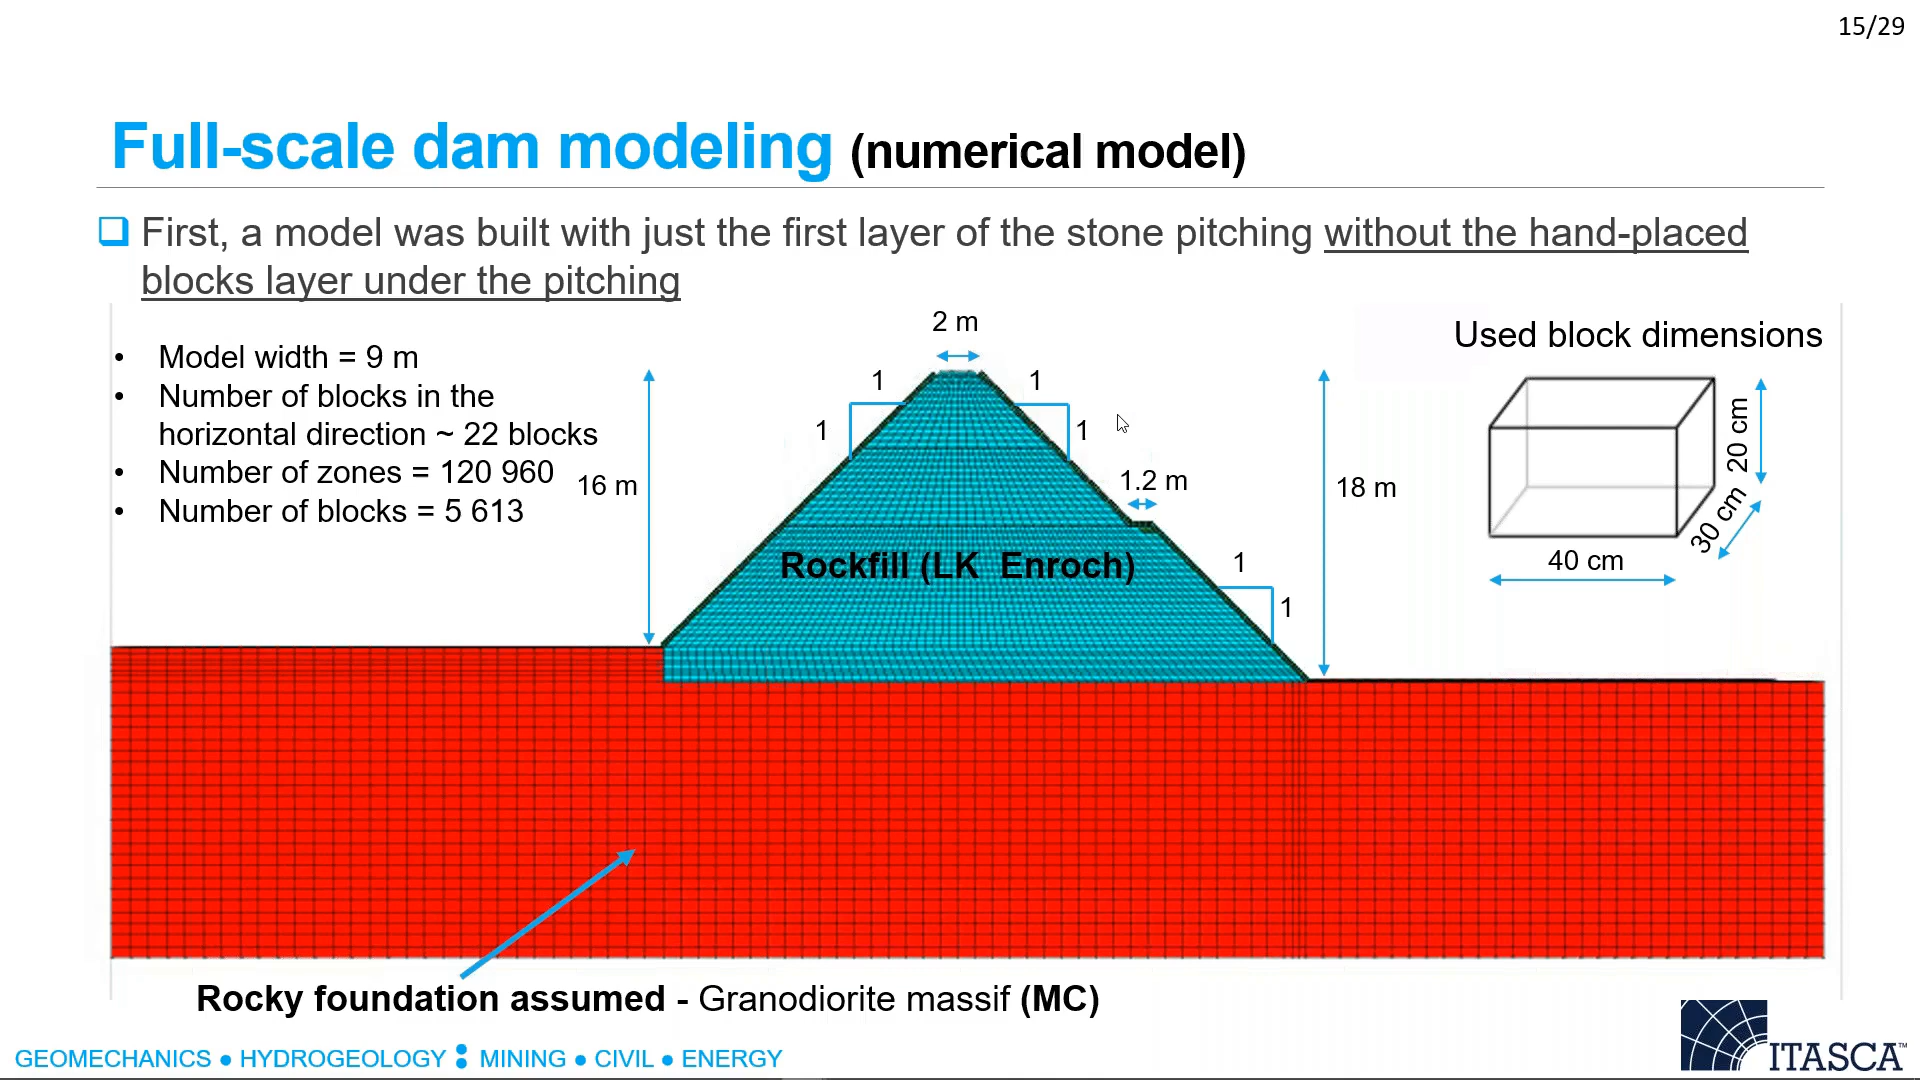 15/29
Full-scale dam modeling (numerical model)
First, a model was built with just the first layer of the stone pitching without the hand-placed
blocks layer under the pitching
• Model width = 9 m
• Number of blocks in the
horizontal direction ~ 22 blocks
• Number of zones = 120 960
• Number of blocks = 5 613
2 m
1
1
1
1
16 m
1.2 m
18 m
Rockfill (LK Enroch)
1
1
Used block dimensions
20 cm
30 cm
40 cm
Rocky foundation assumed - Granodiorite massif (MC)
GEOMECHANICS ● HYDROGEOLOGY : MINING ● CIVIL ● ENERGY
ITASCA™